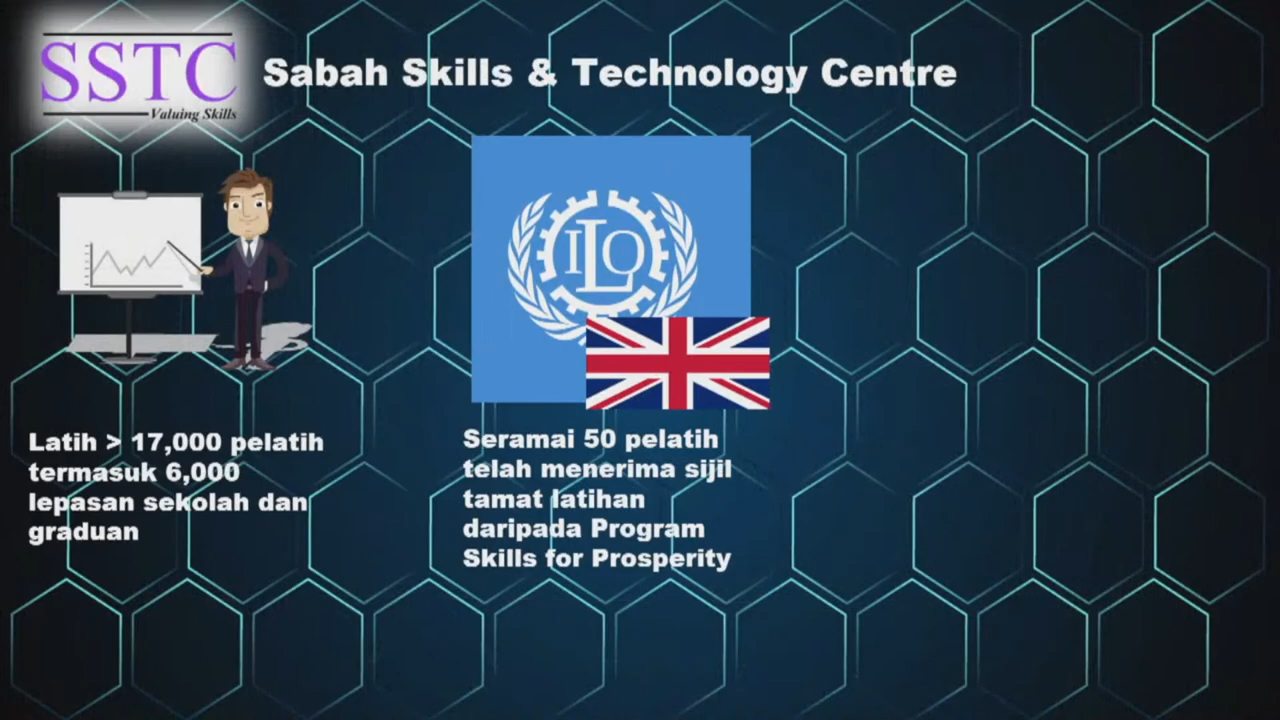 SSTC
Valuing Skills
Sabah Skills & Technology Centre
ILO
Latih > 17,000 pelatih
termasuk 6,000
lepasan sekolah dan
graduan
Seramai 50 pelatih
telah menerima sijil
tamat latihan
daripada Program
Skills for Prosperity